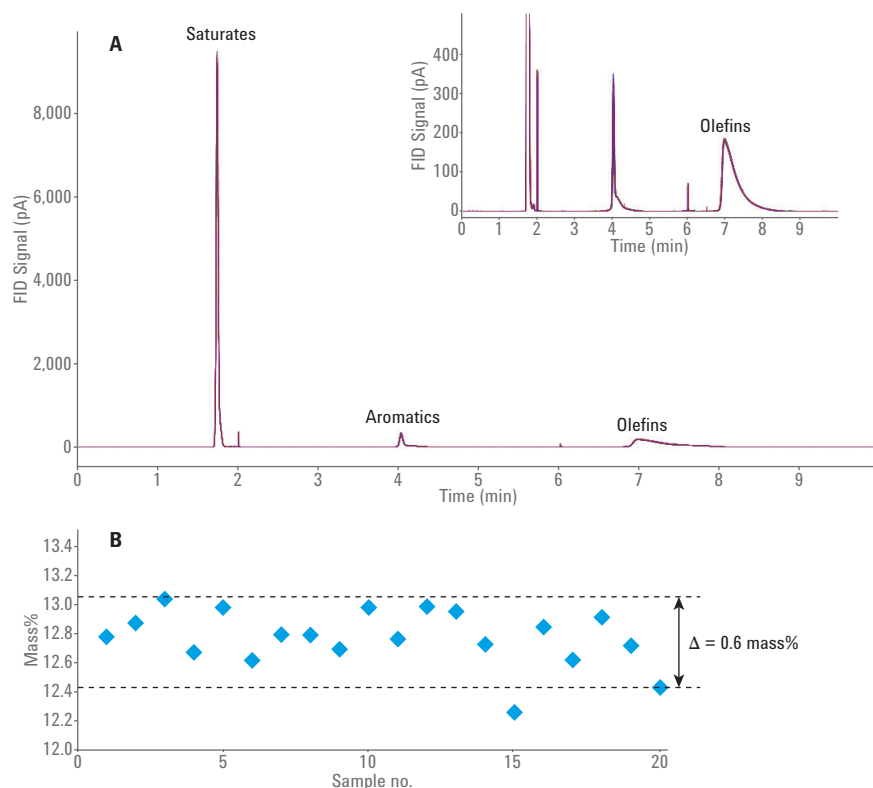 A
Saturates
FID Signal (pA)
8,000
6,000
4,000
2,000
0
Aromatics
Olefins
0 1 2 3 4 5 6 7 8 9
Time (min)
FID Signal (pA)
400
300
200
100
0
Olefins
0 1 2 3 4 5 6 7 8 9
Time (min)
B
Mass%
13.4
13.2
13.0
12.8
12.6
12.4
12.2
12.0
Δ = 0.6 mass%
0 5 10 15 20
Sample no.